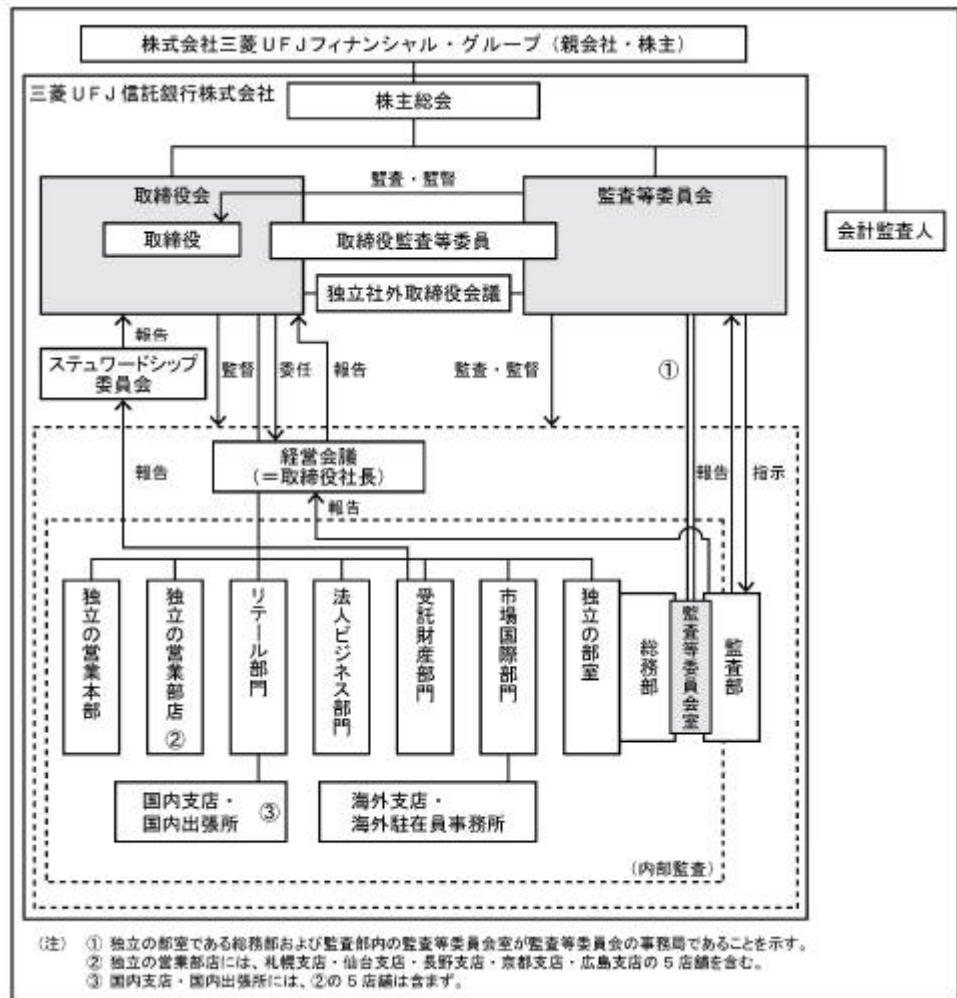 株式会社三菱UFJフィナンシャル・グループ（親会社・株主）
三菱UFJ信託銀行株式会社
株主総会
取締役会
監査・監督
監査等委員会
取締役
取締役監査等委員
会計監査人
独立社外取締役会議
報告
ステュワードシップ
委員会
監督
委任
報告
監査・監督
①
報告
経営会議
（＝取締役社長）
報告
報告
指示
独立の営業本部
独立の営業部店②
リテール部門
法人ビジネス部門
受託財産部門
市場国際部門
独立の部室
総務部
監査等委員会室
監査部
国内支店・
国内出張所
③
海外支店・
海外駐在員事務所
（内部監査）
（注） ① 独立の部室である総務部および監査部内の監査等委員会室が監査等委員会の事務局であることを示す。
② 独立の営業部店には、札幌支店・仙台支店・長野支店・京都支店・広島支店の5店舗を含む。
③ 国内支店・国内出張所には、②の5店舗は含まず。